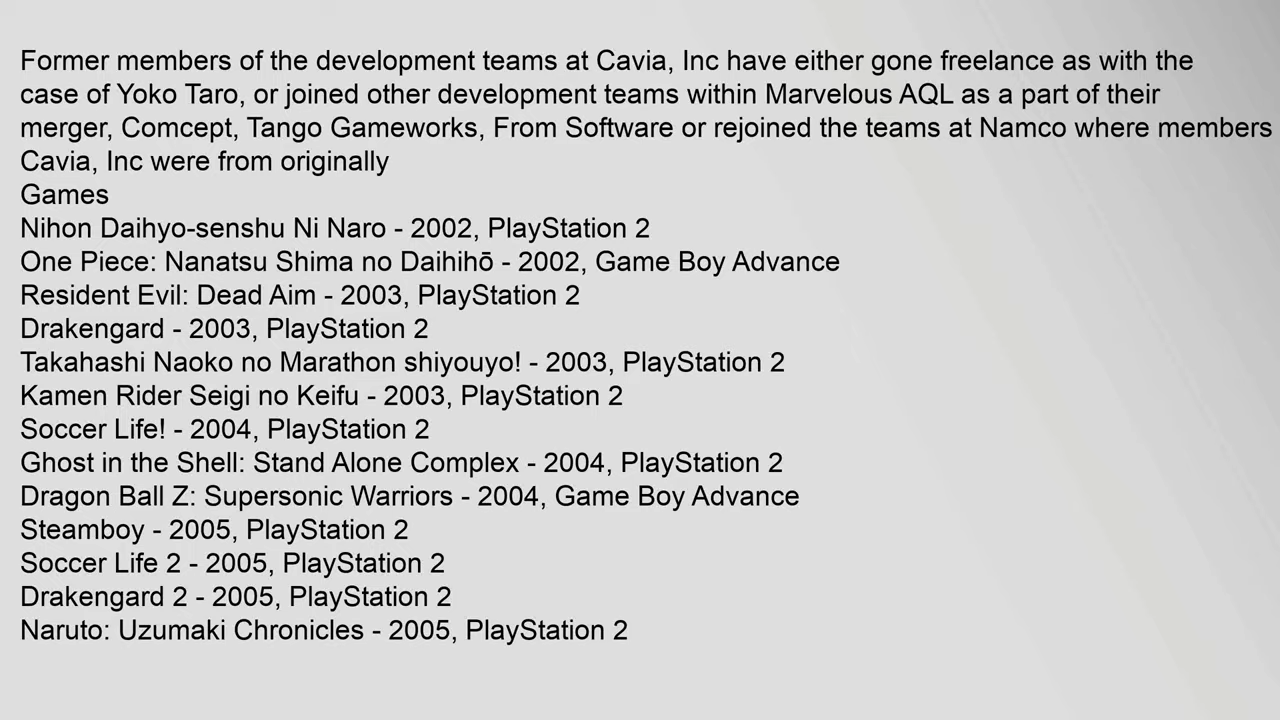 Former members of the development teams at Cavia, Inc have either gone freelance as with the
case of Yoko Taro, or joined other development teams within Marvelous AQL as a part of their
merger, Comcept, Tango Gameworks, From Software or rejoined the teams at Namco where members
Cavia, Inc were from originally
Games
Nihon Daihyo-senshu Ni Naro - 2002, PlayStation 2
One Piece: Nanatsu Shima no Daihihō - 2002, Game Boy Advance
Resident Evil: Dead Aim - 2003, PlayStation 2
Drakengard - 2003, PlayStation 2
Takahashi Naoko no Marathon shiyouyo! - 2003, PlayStation 2
Kamen Rider Seigi no Keifu - 2003, PlayStation 2
Soccer Life! - 2004, PlayStation 2
Ghost in the Shell: Stand Alone Complex - 2004, PlayStation 2
Dragon Ball Z: Supersonic Warriors - 2004, Game Boy Advance
Steamboy - 2005, PlayStation 2
Soccer Life 2 - 2005, PlayStation 2
Drakengard 2 - 2005, PlayStation 2
Naruto: Uzumaki Chronicles - 2005, PlayStation 2